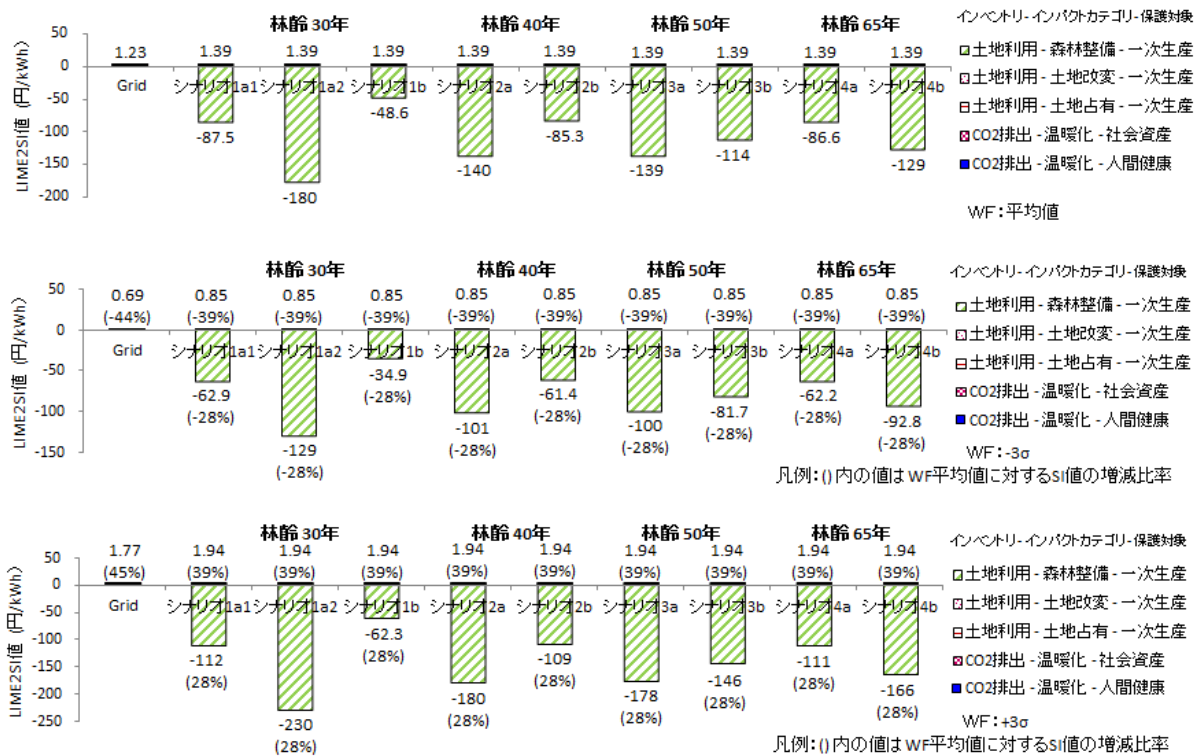 林齢 30年 林齢 40年 林齢 50年 林齢 65年
インベントリ-インパクトカテゴリ-保護対象
LIME2SI値 (円/kWh)
50
0
-50
-100
-150
-200
1.23 1.39 1.39 1.39 1.39 1.39 1.39 1.39 1.39 1.39
Grid シナリオ1a1 シナリオ1a2 シナリオ1b シナリオ2a シナリオ2b シナリオ3a シナリオ3b シナリオ4a シナリオ4b
-87.5 -180 -48.6 -140 -85.3 -139 -114 -86.6 -129
土地利用 - 森林整備 - 一次生産
土地利用 - 土地改変 - 一次生産
土地利用 - 土地占有 - 一次生産
CO2排出 - 温暖化 - 社会資産
CO2排出 - 温暖化 - 人間健康
WF:平均値
林齢 30年 林齢 40年 林齢 50年 林齢 65年
インベントリ-インパクトカテゴリ-保護対象
LIME2SI値 (円/kWh)
50
0
-50
-100
-150
0.69 0.85 0.85 0.85 0.85 0.85 0.85 0.85 0.85 0.85
(-44%) (-39%) (-39%) (-39%) (-39%) (-39%) (-39%) (-39%) (-39%) (-39%)
Grid シナリオ1a1 シナリオ1a2 シナリオ1b シナリオ2a シナリオ2b シナリオ3a シナリオ3b シナリオ4a シナリオ4b
-62.9 -129 -34.9 -101 -61.4 -100 -81.7 -62.2 -92.8
(-28%) (-28%) (-28%) (-28%) (-28%) (-28%) (-28%) (-28%) (-28%)
土地利用 - 森林整備 - 一次生産
土地利用 - 土地改変 - 一次生産
土地利用 - 土地占有 - 一次生産
CO2排出 - 温暖化 - 社会資産
CO2排出 - 温暖化 - 人間健康
WF:-3σ
凡例:()内の値はWF平均値に対するSI値の増減比率
林齢 30年 林齢 40年 林齢 50年 林齢 65年
インベントリ-インパクトカテゴリ-保護対象
LIME2SI値 (円/kWh)
50
0
-50
-100
-150
-200
-250
1.77 1.94 1.94 1.94 1.94 1.94 1.94 1.94 1.94 1.94
(45%) (39%) (39%) (39%) (39%) (39%) (39%) (39%) (39%) (39%)
Grid シナリオ1a1 シナリオ1a2 シナリオ1b シナリオ2a シナリオ2b シナリオ3a シナリオ3b シナリオ4a シナリオ4b
-112 -230 -62.3 -180 -109 -178 -146 -111 -166
(28%) (28%) (28%) (28%) (28%) (28%) (28%) (28%) (28%)
土地利用 - 森林整備 - 一次生産
土地利用 - 土地改変 - 一次生産
土地利用 - 土地占有 - 一次生産
CO2排出 - 温暖化 - 社会資産
CO2排出 - 温暖化 - 人間健康
WF:+3σ
凡例:()内の値はWF平均値に対するSI値の増減比率